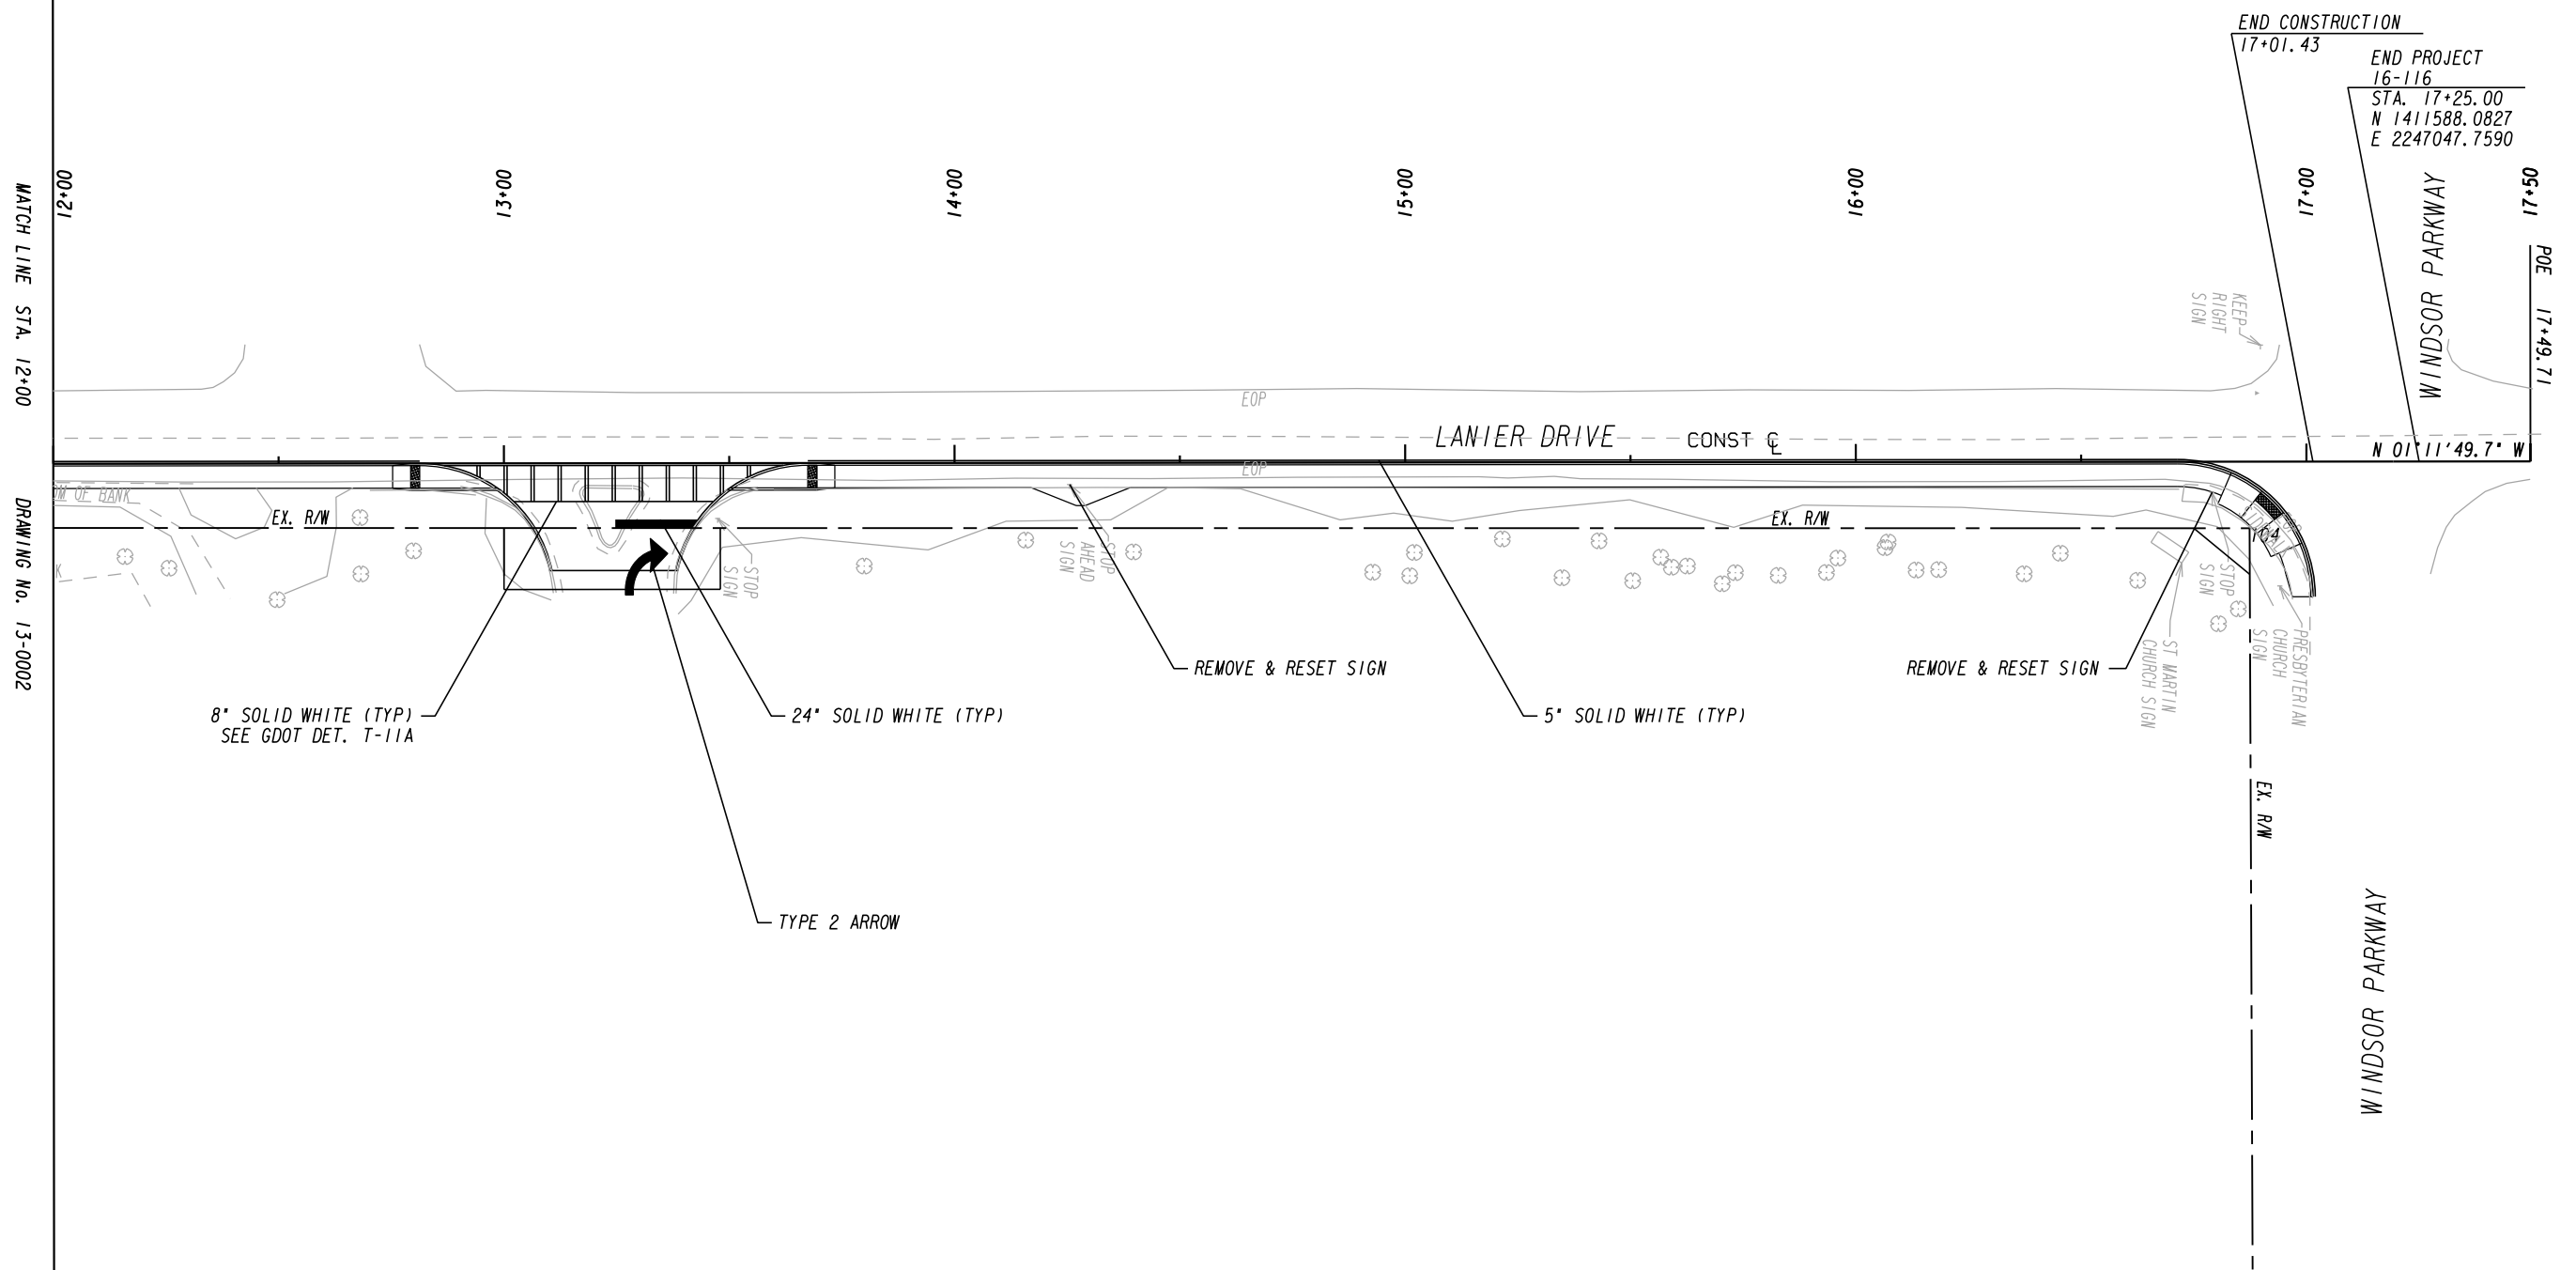 END CONSTRUCTION
17+01.43
END PROJECT
16-116
STA. 17+25.00
N 1411588.0827
E 2247047.7590
12+00
13+00
14+00
15+00
16+00
17+00
17+50
POE 17+49.71
WINDSOR PARKWAY
MATCH LINE STA. 12+00
DRAWING No. 13-0002
KEEP
RIGHT
SIGN
EOP
LANIER DRIVE
CONST ℄
N 01°11'49.7" W
EOP
OM OF BANK
EX. R/W
EX. R/W
K
STOP
SIGN
STOP
AHEAD
SIGN
STOP
SIGN
ST MARTIN
CHURCH SIGN
PRESBYTERIAN
CHURCH
SIGN
REMOVE & RESET SIGN
REMOVE & RESET SIGN
8" SOLID WHITE (TYP)
SEE GDOT DET. T-11A
24" SOLID WHITE (TYP)
5" SOLID WHITE (TYP)
TYPE 2 ARROW
EX. R/W
WINDSOR PARKWAY